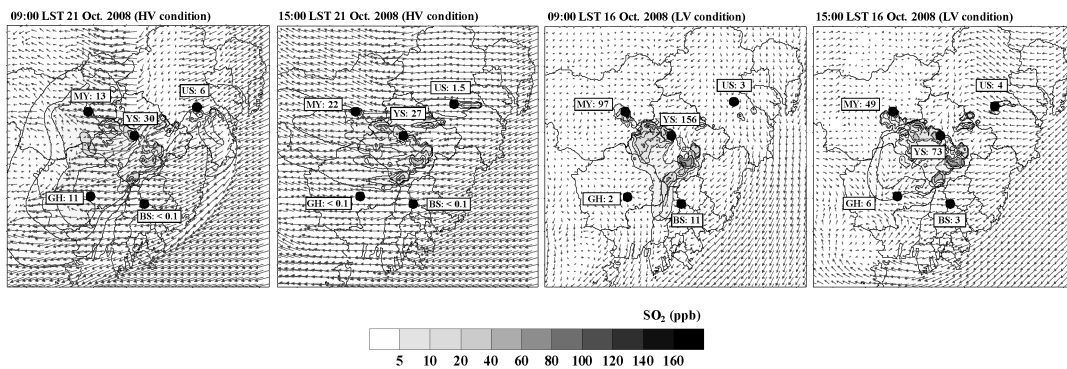 09:00 LST 21 Oct. 2008 (HV condition)
MY: 13
US: 6
YS: 30
GH: 11
BS: < 0.1
15:00 LST 21 Oct. 2008 (HV condition)
MY: 22
US: 1.5
YS: 27
GH: < 0.1
BS: < 0.1
09:00 LST 16 Oct. 2008 (LV condition)
MY: 97
US: 3
YS: 156
GH: 2
BS: 11
15:00 LST 16 Oct. 2008 (LV condition)
MY: 49
US: 4
YS: 73
GH: 6
BS: 3
SO₂ (ppb)
5 10 20 40 60 80 100 120 140 160